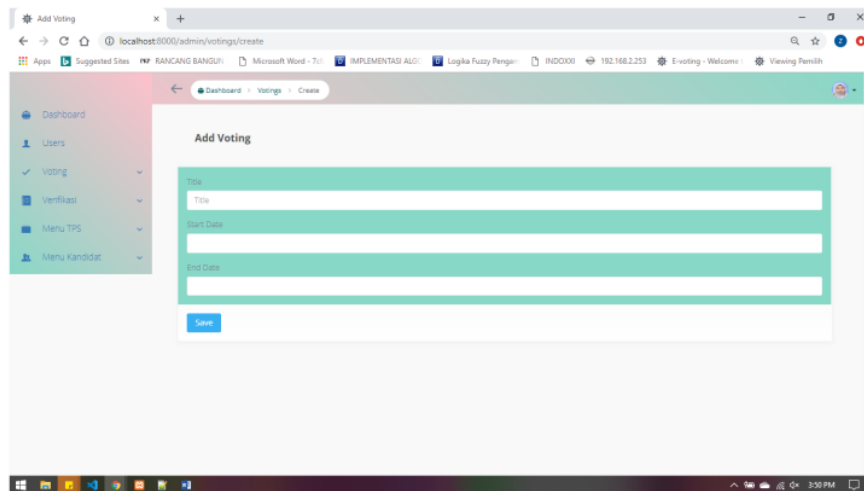 Add Voting
localhost:8000/admin/votings/create
Apps Suggested Sites RANCANG BANGUN Microsoft Word - 7ch IMPLEMENTASI ALG Logika Fuzzy Pengam INDOXXI 192.168.2.253 E-voting - Welcome Viewing Pemilih
Dashboard > Votings > Create
Dashboard
Users
Voting
Verifikasi
Menu TPS
Menu Kandidat
Add Voting
Title
Title
Start Date
End Date
Save
3:50 PM